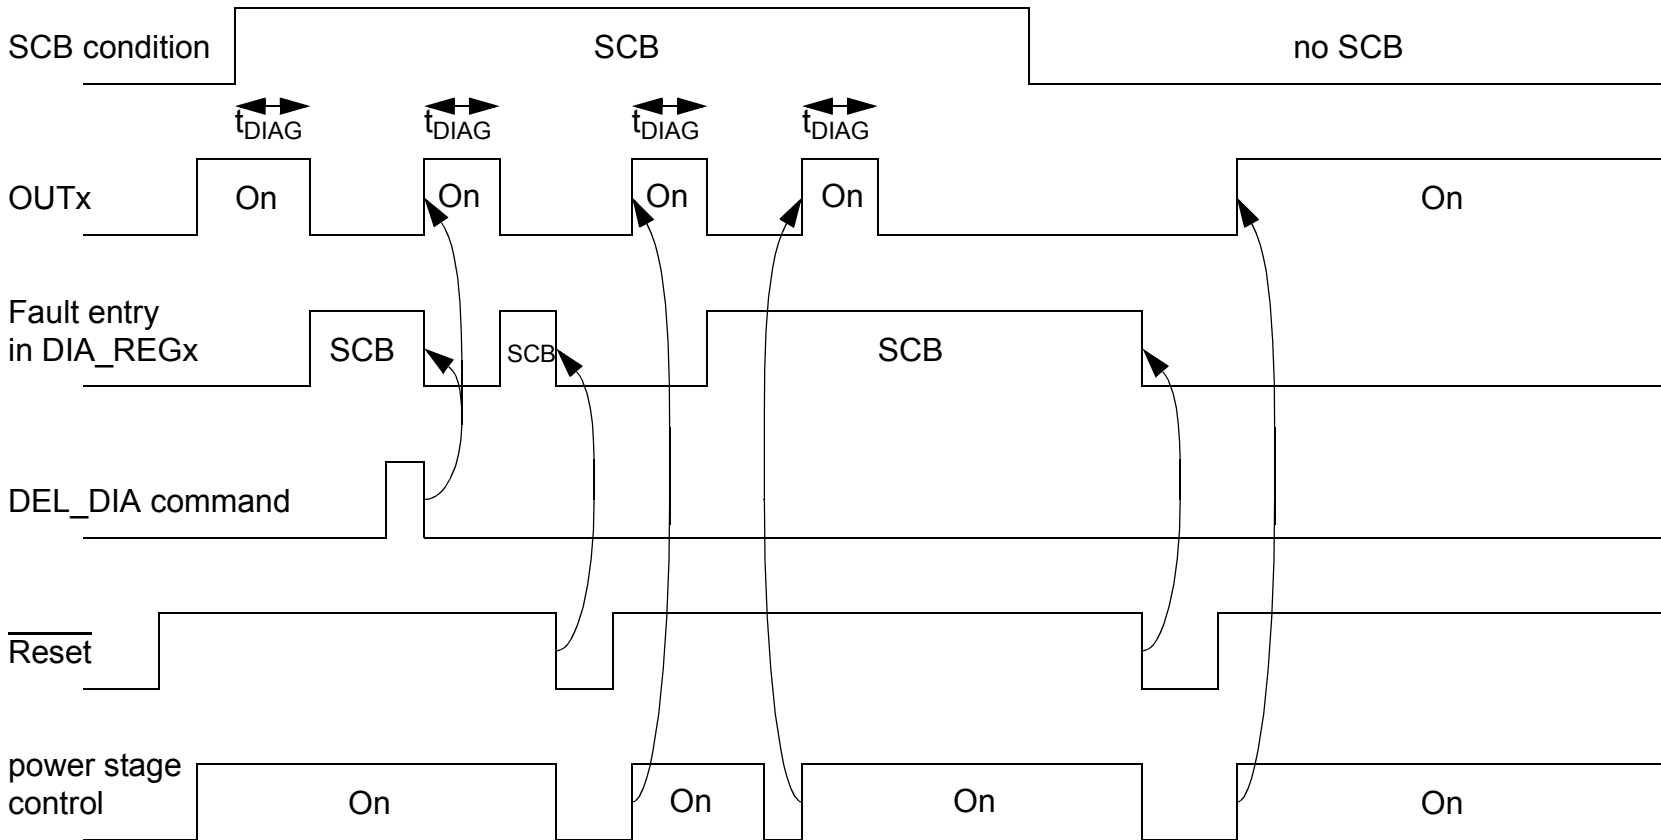 SCB condition
SCB
no SCB
tDIAG
tDIAG
tDIAG
tDIAG
OUTx
On
On
On
On
On
Fault entry
in DIA_REGx
SCB
SCB
SCB
DEL_DIA command
Reset
power stage
control
On
On
On
On